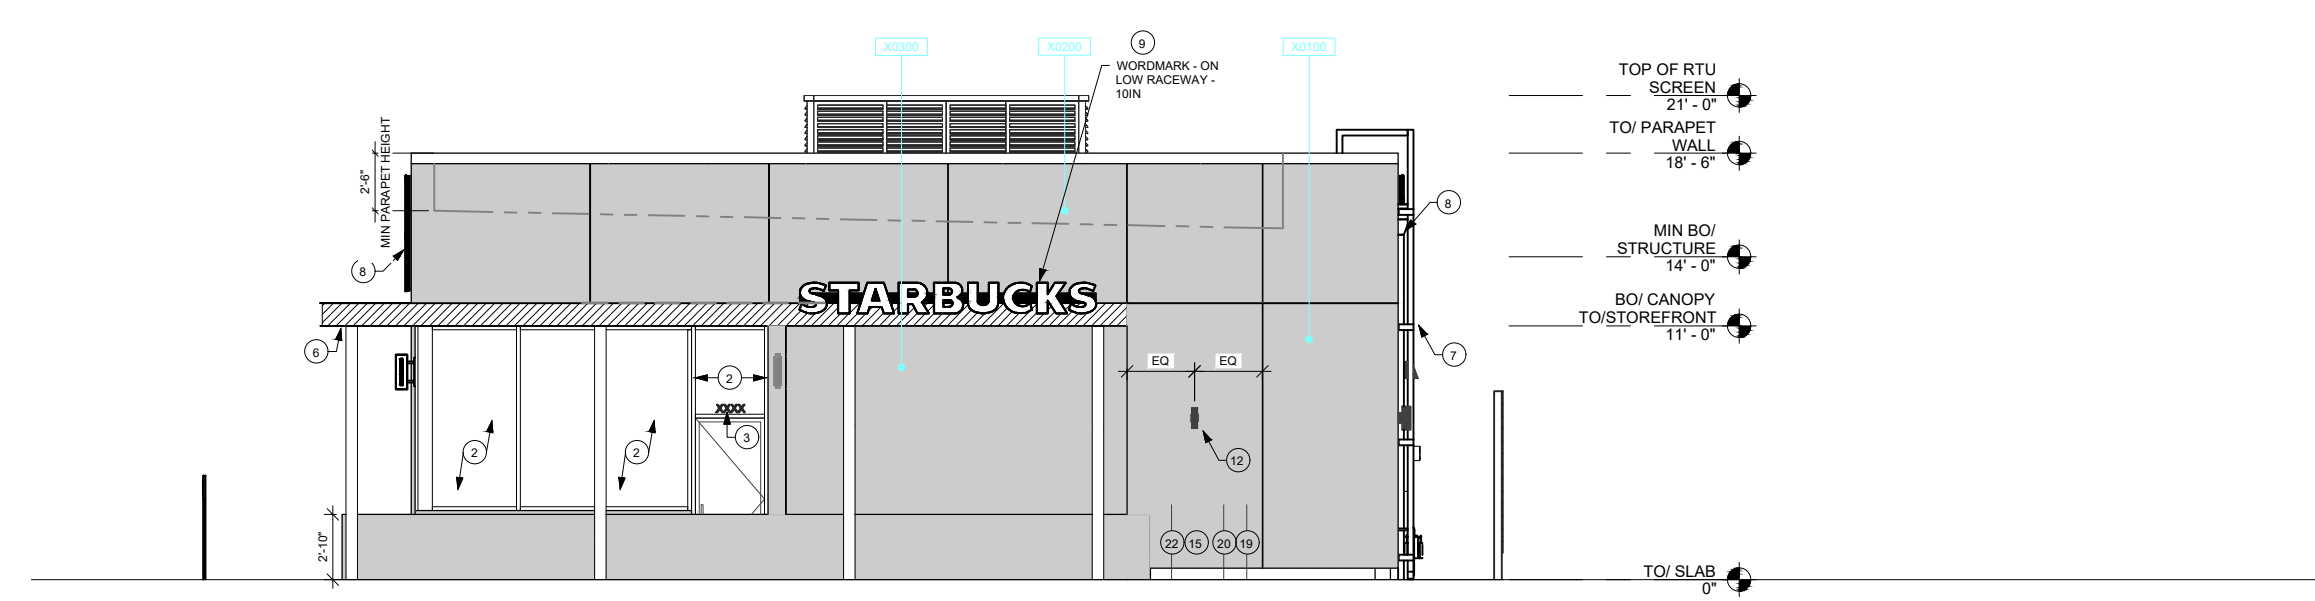 X0300
X0200
X0100
9
WORDMARK - ON
LOW RACEWAY -
10IN
TOP OF RTU
SCREEN
21' - 0"
TO/ PARAPET
WALL
18' - 6"
2'-6"
MIN PARAPET HEIGHT
8
8
MIN BO/
STRUCTURE
14' - 0"
STARBUCKS
BO/ CANOPY
TO/STOREFRONT
11' - 0"
6
7
EQ
EQ
2
XXXX
3
2
2
12
2'-10"
22
15
20
19
TO/ SLAB
0"